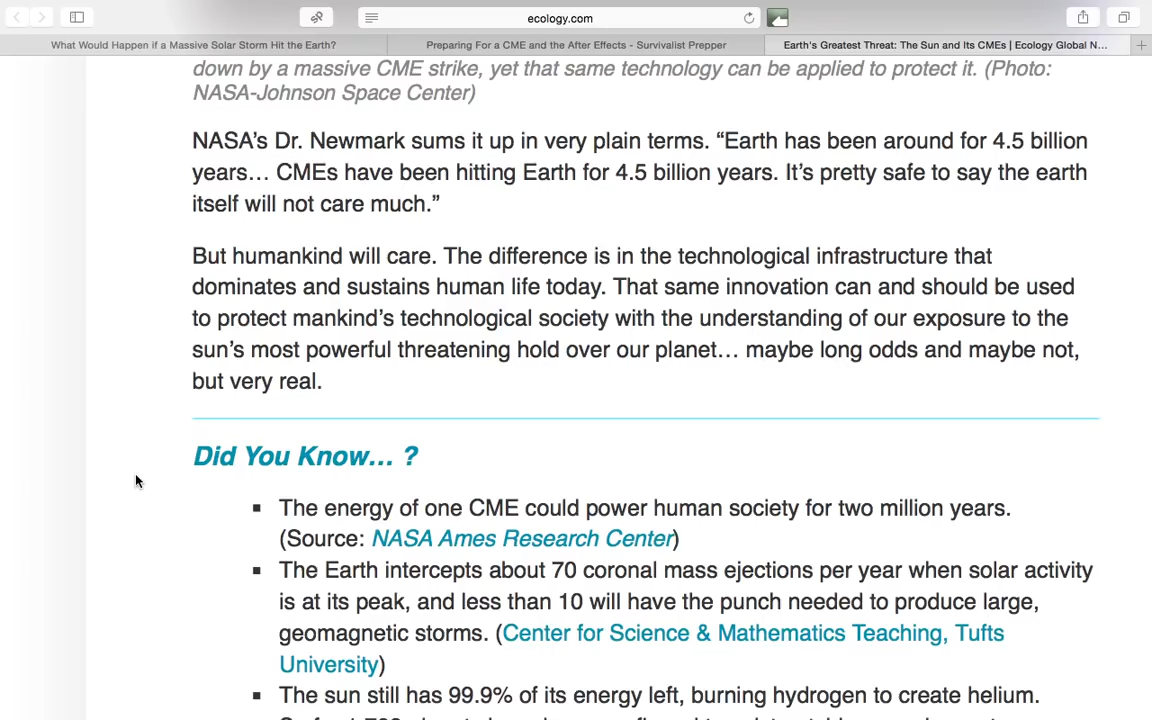 ecology.com
What Would Happen if a Massive Solar Storm Hit the Earth?
Preparing For a CME and the After Effects - Survivalist Prepper
Earth's Greatest Threat: The Sun and Its CMEs | Ecology Global N...
down by a massive CME strike, yet that same technology can be applied to protect it. (Photo:
NASA-Johnson Space Center)
NASA’s Dr. Newmark sums it up in very plain terms. “Earth has been around for 4.5 billion
years… CMEs have been hitting Earth for 4.5 billion years. It’s pretty safe to say the earth
itself will not care much.”
But humankind will care. The difference is in the technological infrastructure that
dominates and sustains human life today. That same innovation can and should be used
to protect mankind’s technological society with the understanding of our exposure to the
sun’s most powerful threatening hold over our planet… maybe long odds and maybe not,
but very real.
Did You Know… ?
The energy of one CME could power human society for two million years.
(Source: NASA Ames Research Center)
The Earth intercepts about 70 coronal mass ejections per year when solar activity
is at its peak, and less than 10 will have the punch needed to produce large,
geomagnetic storms. (Center for Science & Mathematics Teaching, Tufts
University)
The sun still has 99.9% of its energy left, burning hydrogen to create helium.